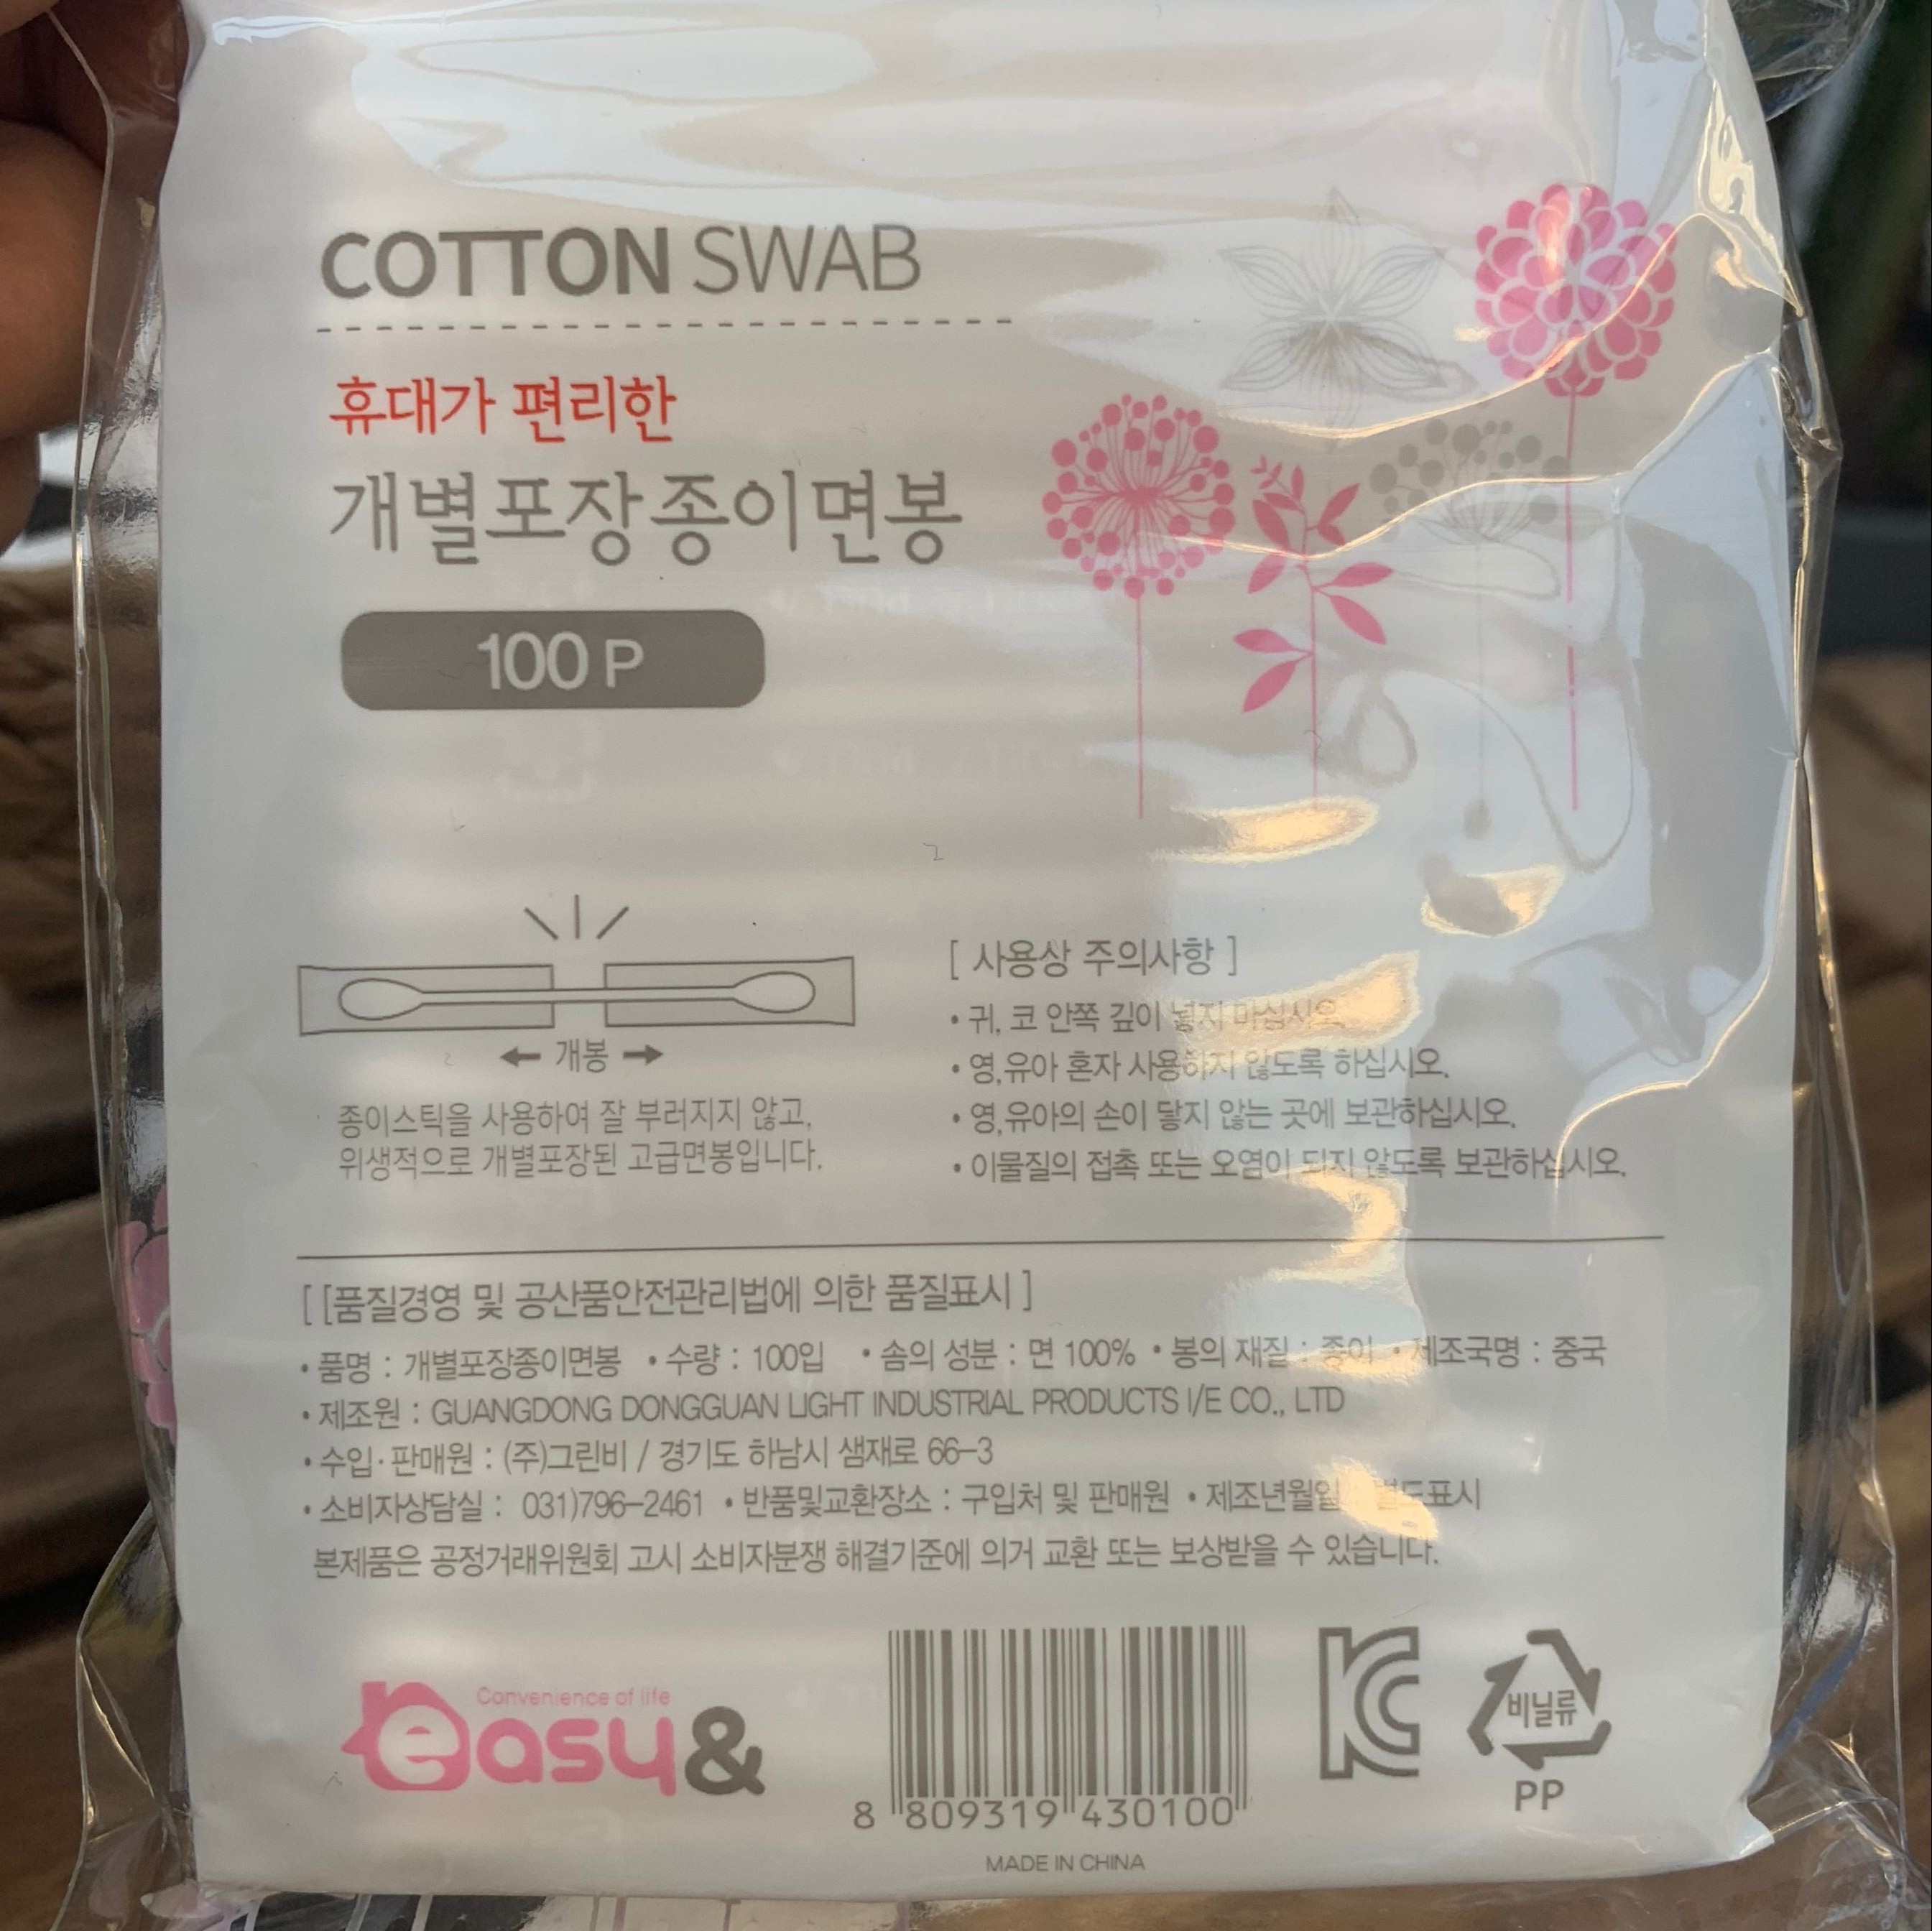 COTTON SWAB
휴대가 편리한
개별포장종이면봉
100 P
← 개봉 →
종이스틱을 사용하여 잘 부러지지 않고,
위생적으로 개별포장된 고급면봉입니다.
[ 사용상 주의사항 ]
• 귀, 코 안쪽 깊이 넣지 마십시오.
• 영,유아 혼자 사용하지 않도록 하십시오.
• 영,유아의 손이 닿지 않는 곳에 보관하십시오.
• 이물질의 접촉 또는 오염이 되지 않도록 보관하십시오.
[ [품질경영 및 공산품안전관리법에 의한 품질표시 ]
• 품명 : 개별포장종이면봉 • 수량 : 100입 • 솜의 성분 : 면 100% • 봉의 재질 : 종이 • 제조국명 : 중국
• 제조원 : GUANGDONG DONGGUAN LIGHT INDUSTRIAL PRODUCTS I/E CO., LTD
• 수입·판매원 : (주)그린비 / 경기도 하남시 샘재로 66-3
• 소비자상담실 : 031)796-2461 • 반품및교환장소 : 구입처 및 판매원 • 제조년월일 별도표시
본제품은 공정거래위원회 고시 소비자분쟁 해결기준에 의거 교환 또는 보상받을 수 있습니다.
Convenience of life
easy&
8 809319 430100
MADE IN CHINA
KC
비닐류
PP